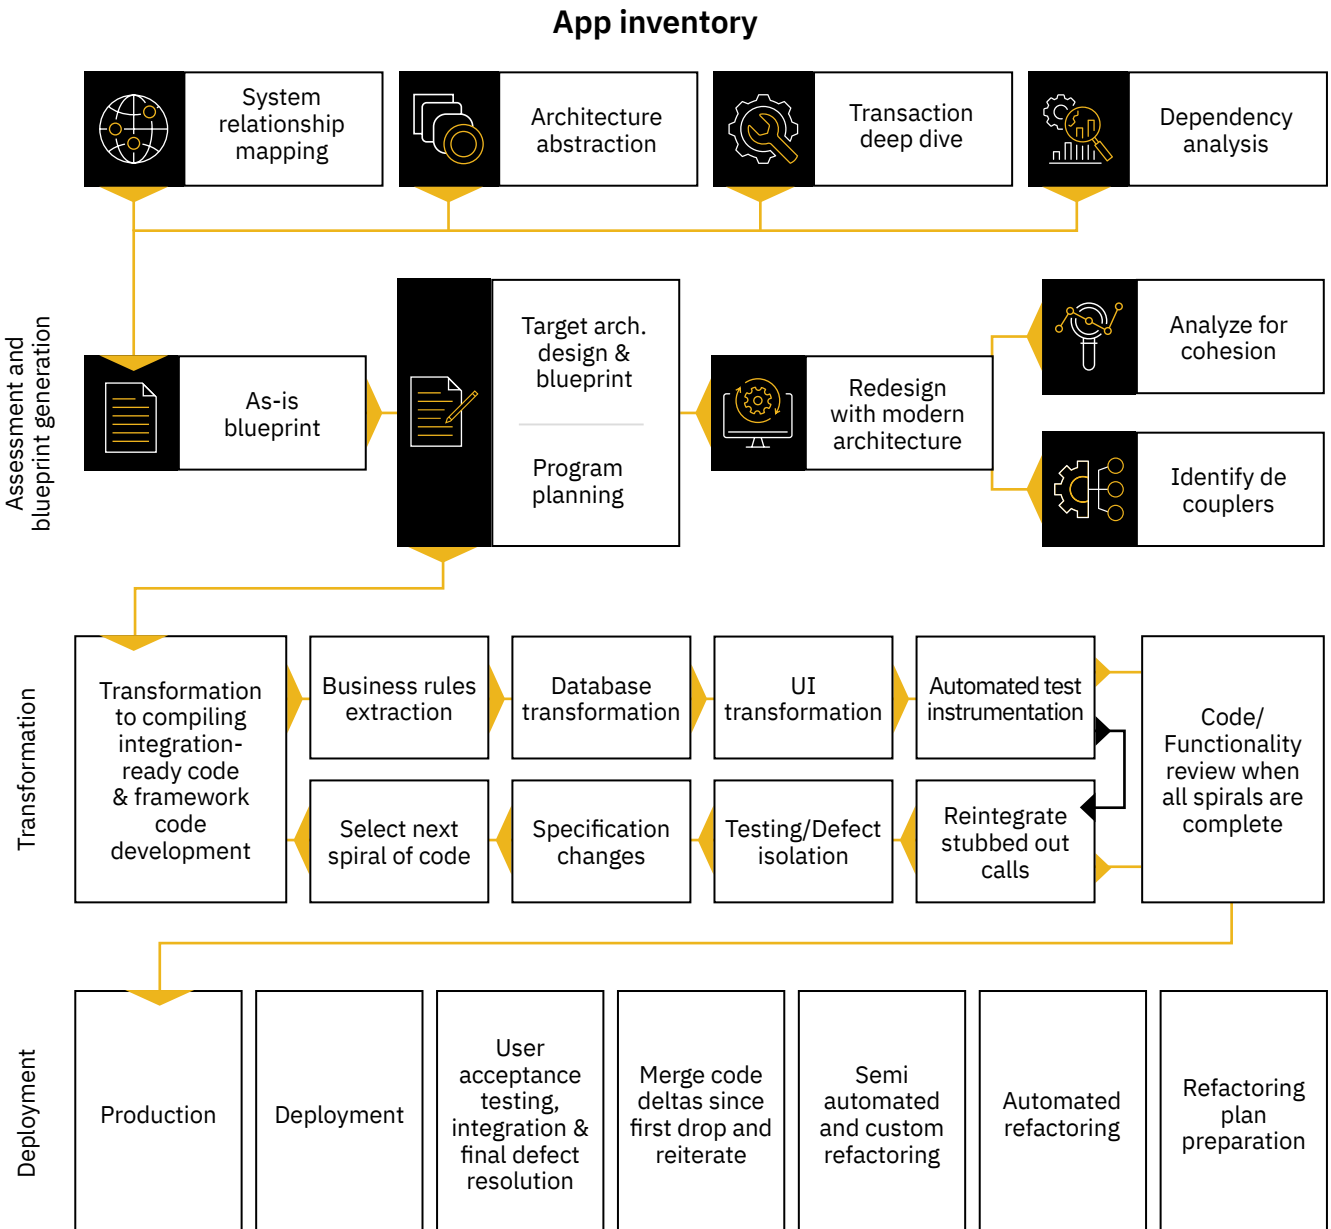 App inventory
System
relationship
mapping
Architecture
abstraction
Transaction
deep dive
Dependency
analysis
Assessment and
blueprint generation
As-is
blueprint
Target arch.
design &
blueprint
Program
planning
Redesign
with modern
architecture
Analyze for
cohesion
Identify de
couplers
Transformation
Transformation
to compiling
integration-
ready code
& framework
code
development
Business rules
extraction
Database
transformation
UI
transformation
Automated test
instrumentation
Code/
Functionality
review when
all spirals are
complete
Select next
spiral of code
Specification
changes
Testing/Defect
isolation
Reintegrate
stubbed out
calls
Deployment
Production
Deployment
User
acceptance
testing,
integration &
final defect
resolution
Merge code
deltas since
first drop and
reiterate
Semi
automated
and custom
refactoring
Automated
refactoring
Refactoring
plan
preparation